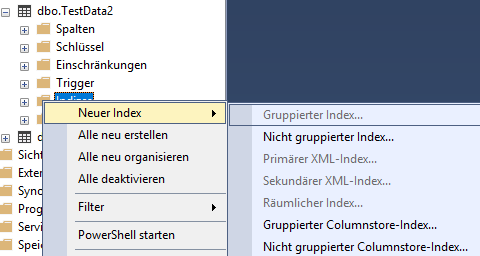 dbo.TestData2
Spalten
Schlüssel
Einschränkungen
Trigger
Neuer Index
Alle neu erstellen
Alle neu organisieren
Alle deaktivieren
Filter
PowerShell starten
Gruppierter Index...
Nicht gruppierter Index...
Primärer XML-Index...
Sekundärer XML-Index...
Räumlicher Index...
Gruppierter Columnstore-Index...
Nicht gruppierter Columnstore-Index...
d
Sicht
Exter
Syno
Prog
Servi
Speic